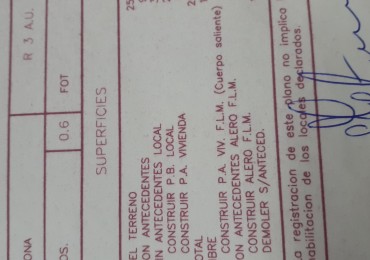 ONA R 3 A.U.
OS. 0.6 FOT
SUPERFICIES
EL TERRENO 25
ON ANTECEDENTES
IN ANTECEDENTES LOCAL
CONSTRUIR P.B. LOCAL
CONSTRUIR P.A. VIVIENDA
OTAL
IBRE
CONSTRUIR P.A. VIV. F.L.M. (Cuerpo saliente)
ON ANTECEDENTES ALERO F.L.M.
CONSTRUIR ALERO F.L.M.
DEMOLER S/ANTECED.
a registracion de este plano no implica
habilitacion de los locales declarados.